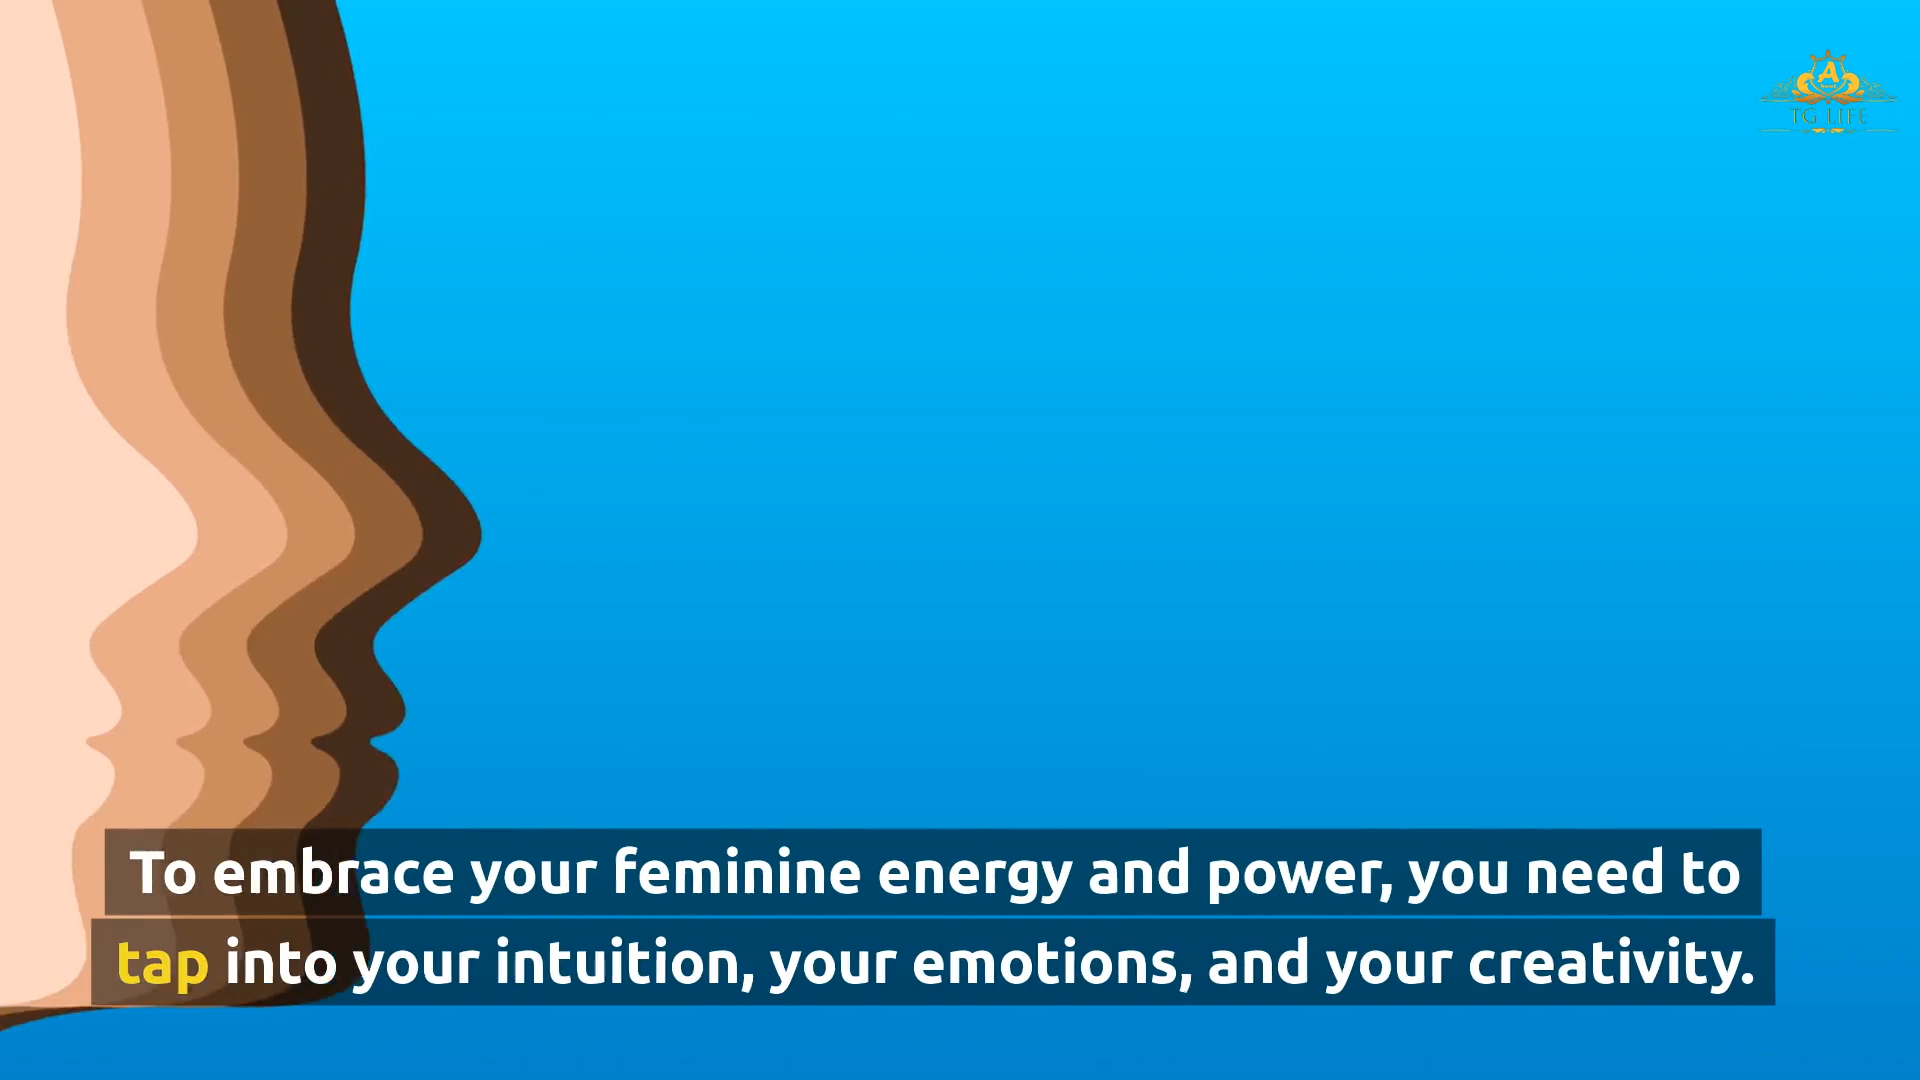 A
TG LIFE
To embrace your feminine energy and power, you need to
tap into your intuition, your emotions, and your creativity.